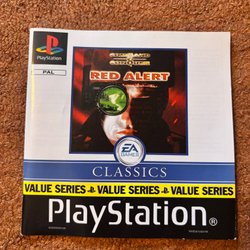 PlayStation
PAL
COMMAND
CONQUER
RED ALERT
EA
GAMES
CLASSICS
VALUE SERIES VALUE SERIES VALUE SERIES
PlayStation®